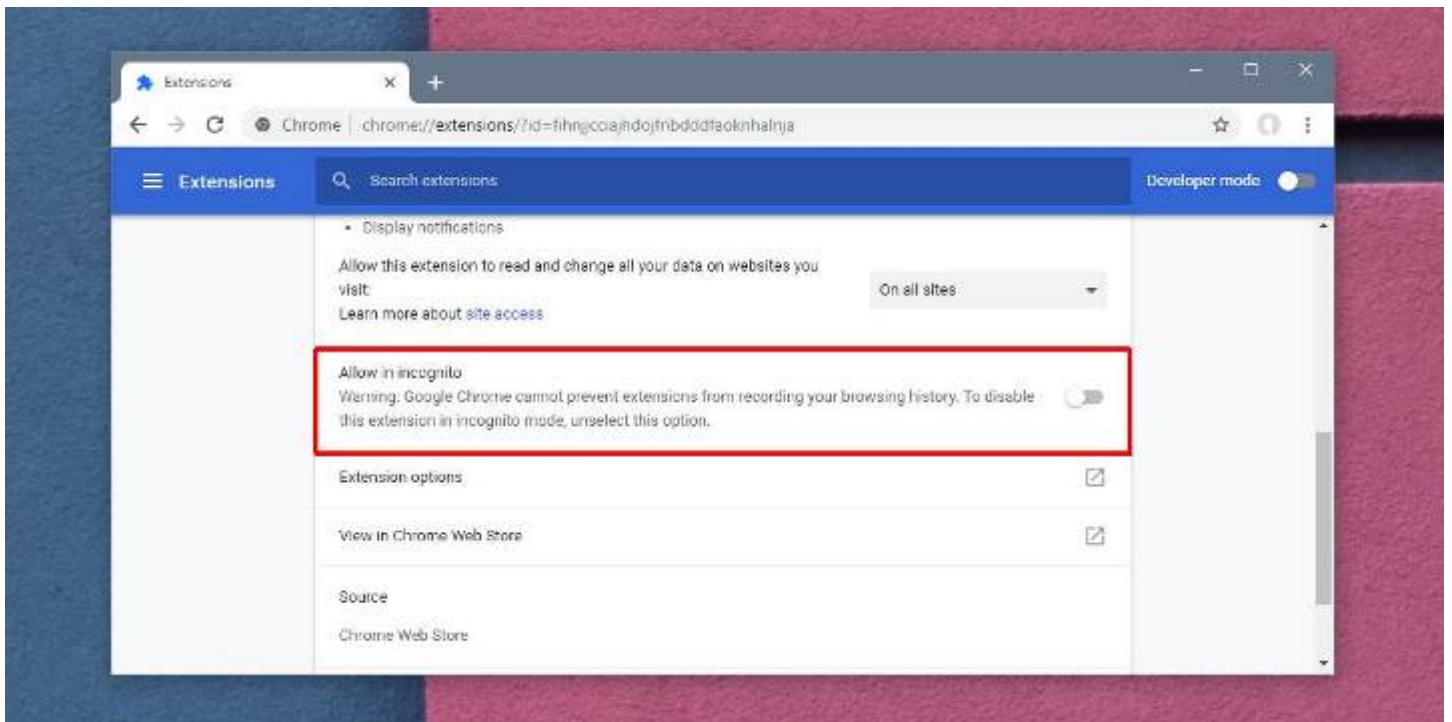 Extensions
Chrome chrome://extensions/?id=
Extensions
Search extensions
Developer mode
• Display notifications
Allow this extension to read and change all your data on websites you
visit:
On all sites
Learn more about site access
Allow in incognito
Warning: Google Chrome cannot prevent extensions from recording your browsing history. To disable
this extension in incognito mode, unselect this option.
Extension options
View in Chrome Web Store
Source
Chrome Web Store